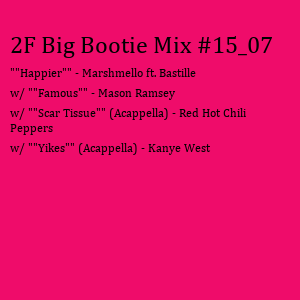 2F Big Bootie Mix #15_07
""Happier"" - Marshmello ft. Bastille
w/ ""Famous"" - Mason Ramsey
w/ ""Scar Tissue"" (Acappella) - Red Hot Chili
Peppers
w/ ""Yikes"" (Acappella) - Kanye West